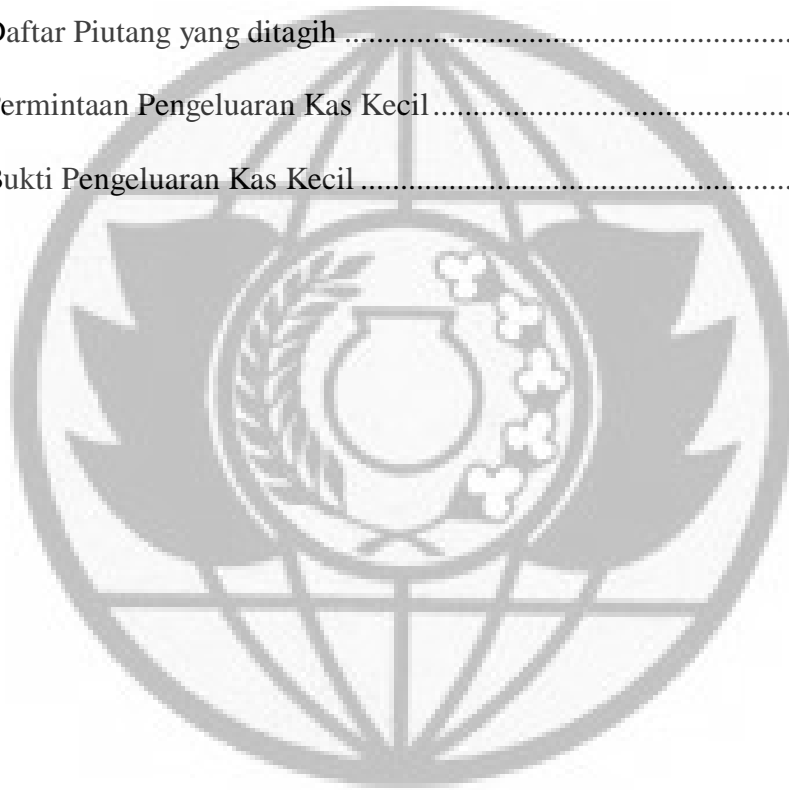 Daftar Piutang yang ditagih ................................................
Permintaan Pengeluaran Kas Kecil ......................................
Bukti Pengeluaran Kas Kecil ..............................................